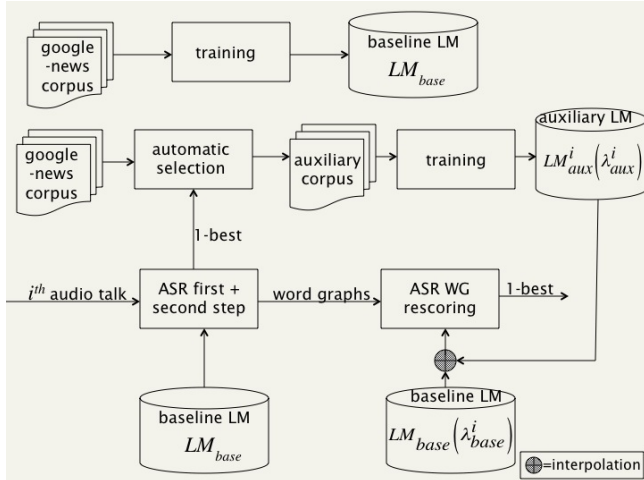 google
-news
corpus
training
baseline LM
LM_base
google
-news
corpus
automatic
selection
auxiliary
corpus
training
auxiliary LM
LM^i_aux(λ^i_aux)
1-best
i^th audio talk
ASR first +
second step
word graphs
ASR WG
rescoring
1-best
baseline LM
LM_base
baseline LM
LM_base(λ^i_base)
=interpolation